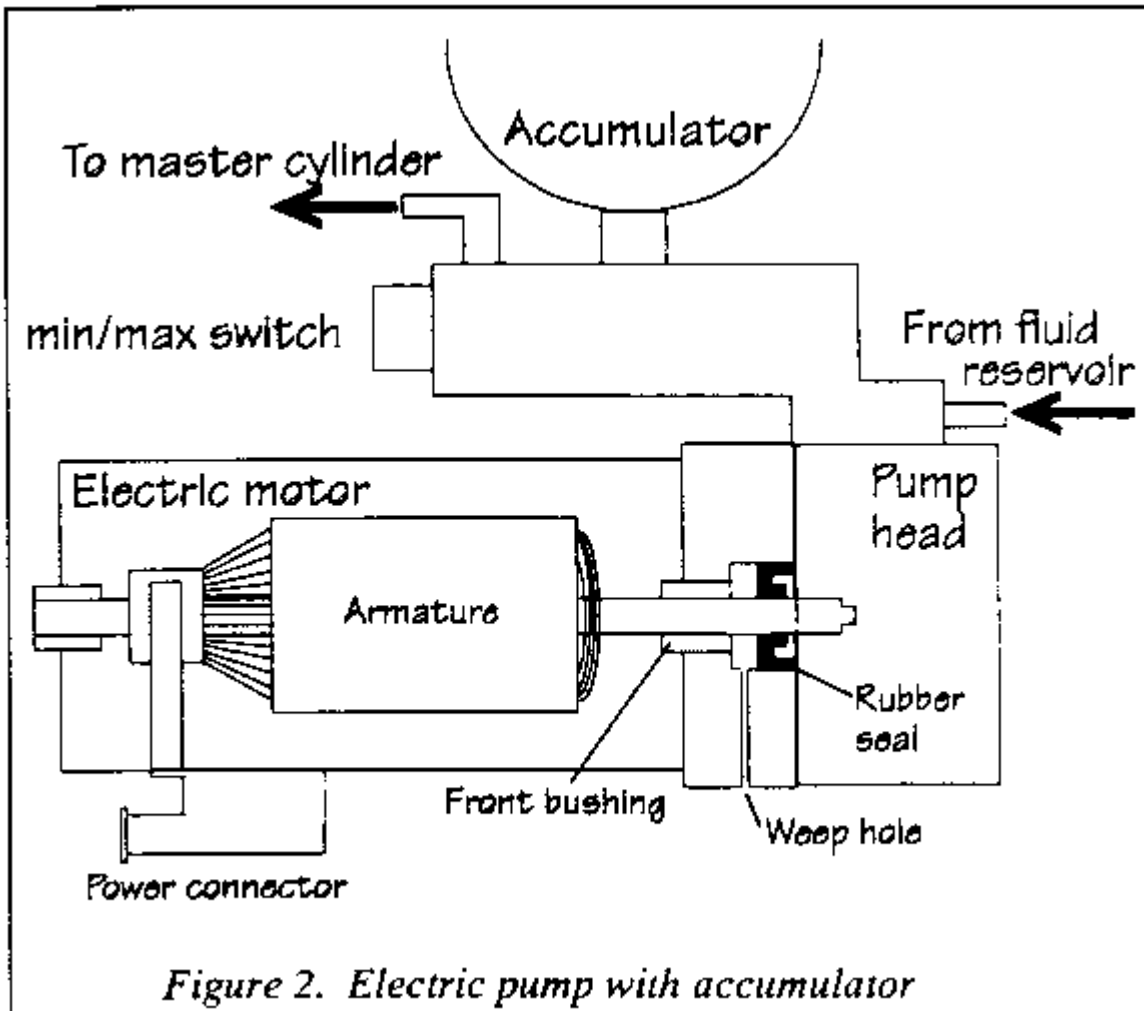 Accumulator
To master cylinder
min/max switch
From fluid
reservoir
Electric motor
Pump
head
Armature
Rubber
seal
Front bushing
Weep hole
Power connector
Figure 2. Electric pump with accumulator